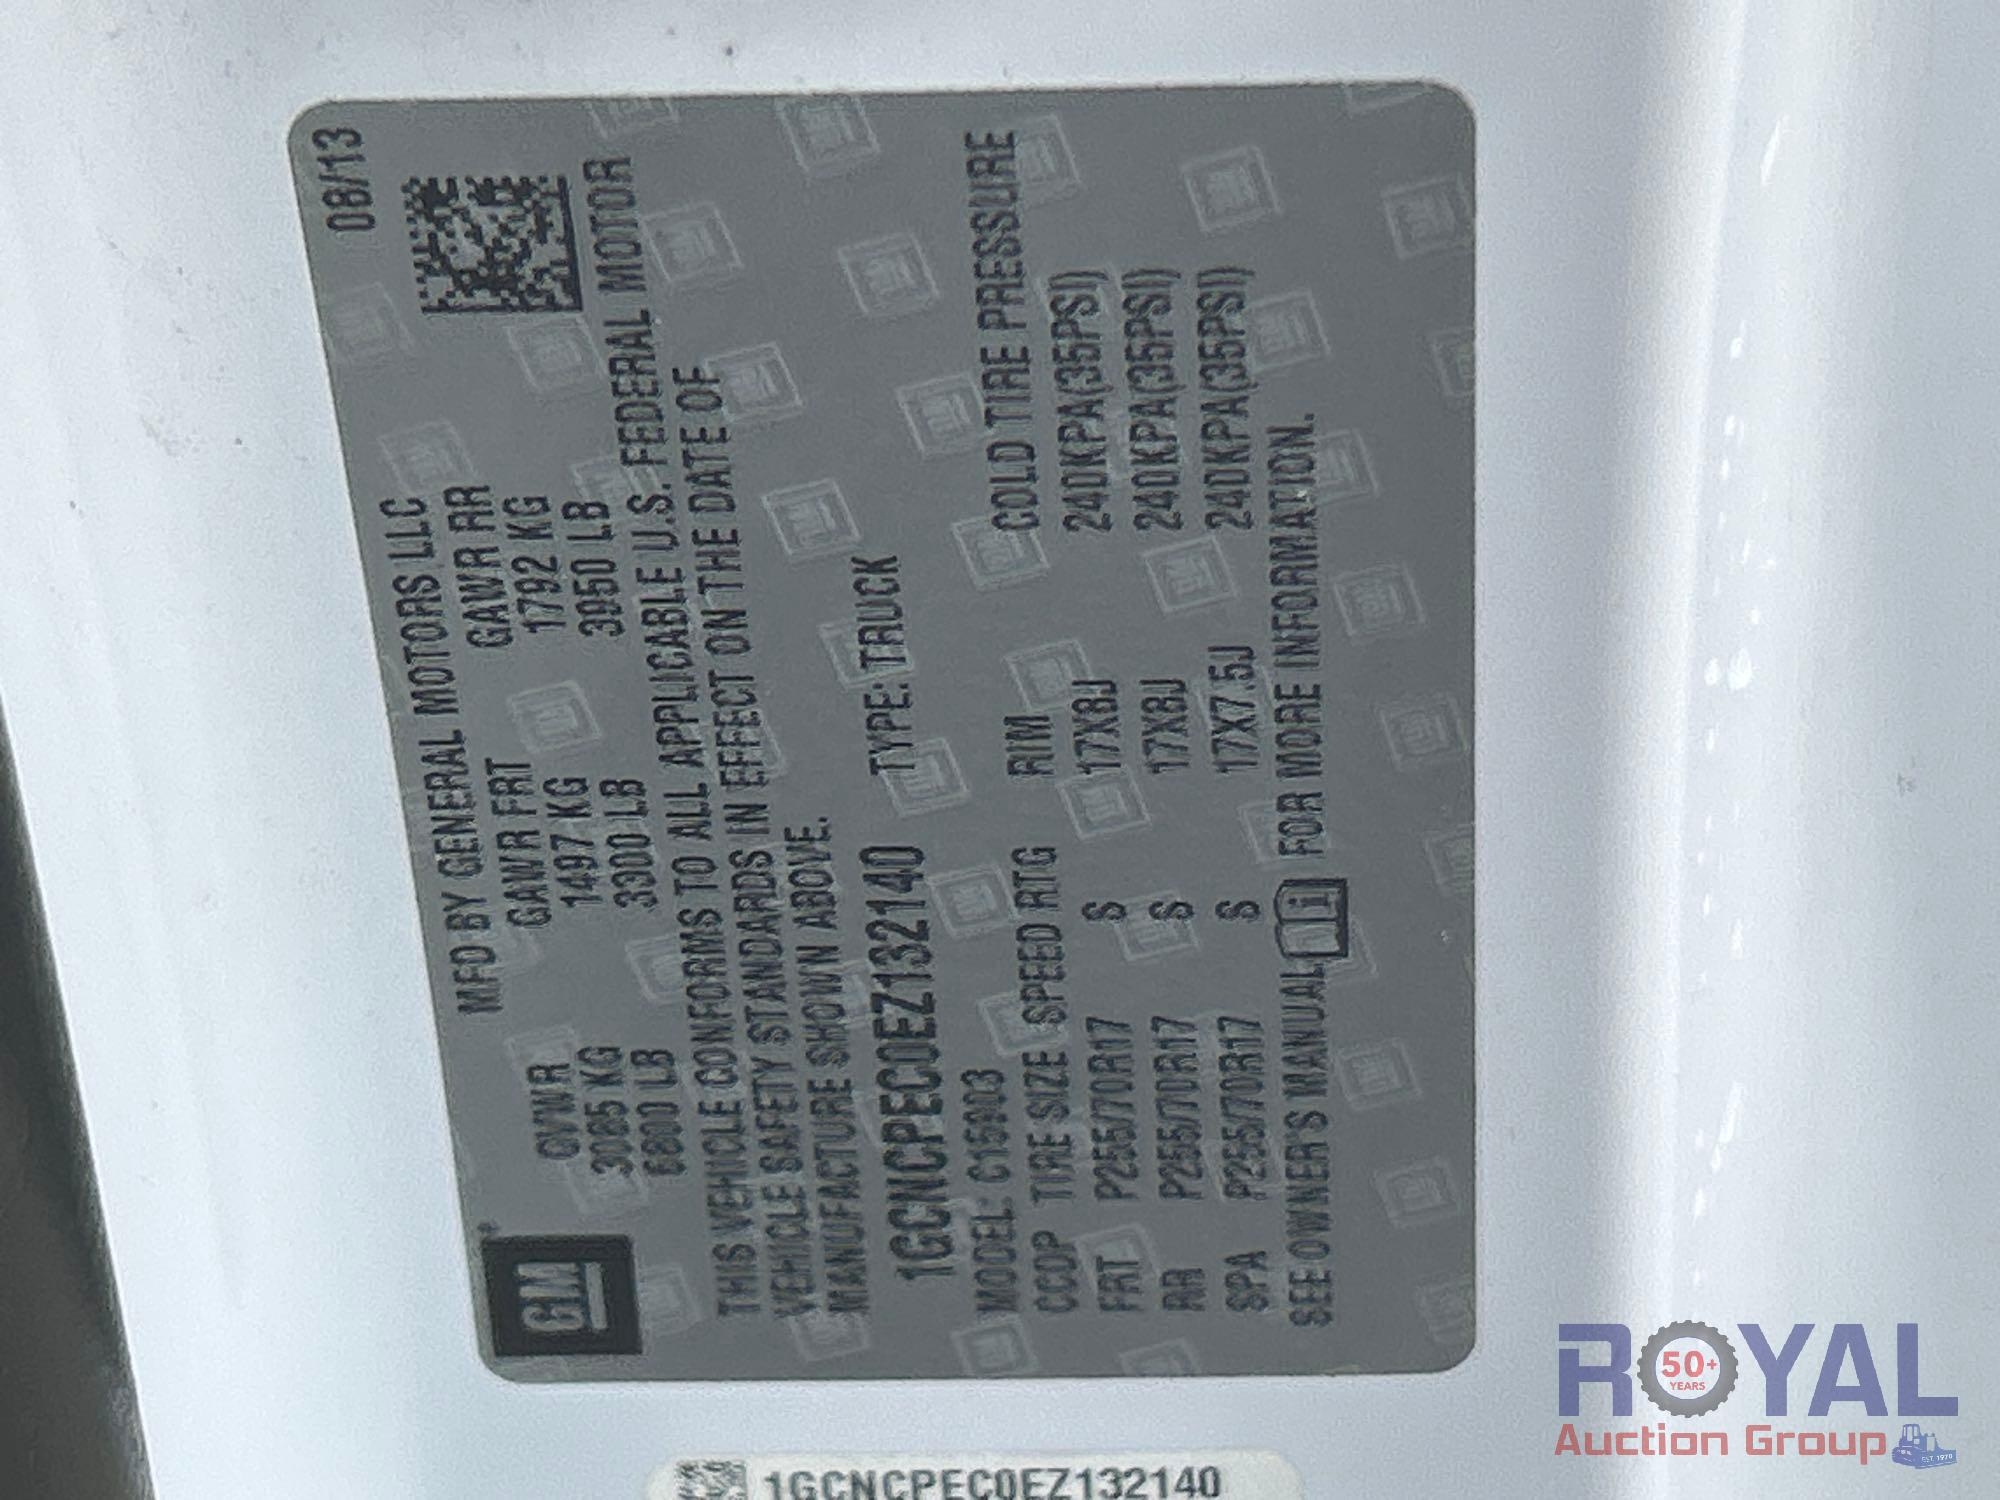 08/13
MFD BY GENERAL MOTORS LLC
GM
GVWR GAWR FRT GAWR RR
3085 KG 1497 KG 1792 KG
6800 LB 3300 LB 3950 LB
THIS VEHICLE CONFORMS TO ALL APPLICABLE U.S. FEDERAL MOTOR
VEHICLE SAFETY STANDARDS IN EFFECT ON THE DATE OF
MANUFACTURE SHOWN ABOVE.
1GCNCPEC0EZ132140 TYPE: TRUCK
MODEL: C15903
CCOP TIRE SIZE SPEED RTG RIM COLD TIRE PRESSURE
FRT P255/70R17 S 17X8J 240KPA(35PSI)
RR P255/70R17 S 17X8J 240KPA(35PSI)
SPA P255/70R17 S 17X7.5J 240KPA(35PSI)
SEE OWNER'S MANUAL i FOR MORE INFORMATION.
1GCNCPEC0EZ132140
ROYAL
50+
YEARS
Auction Group
EST. 1970